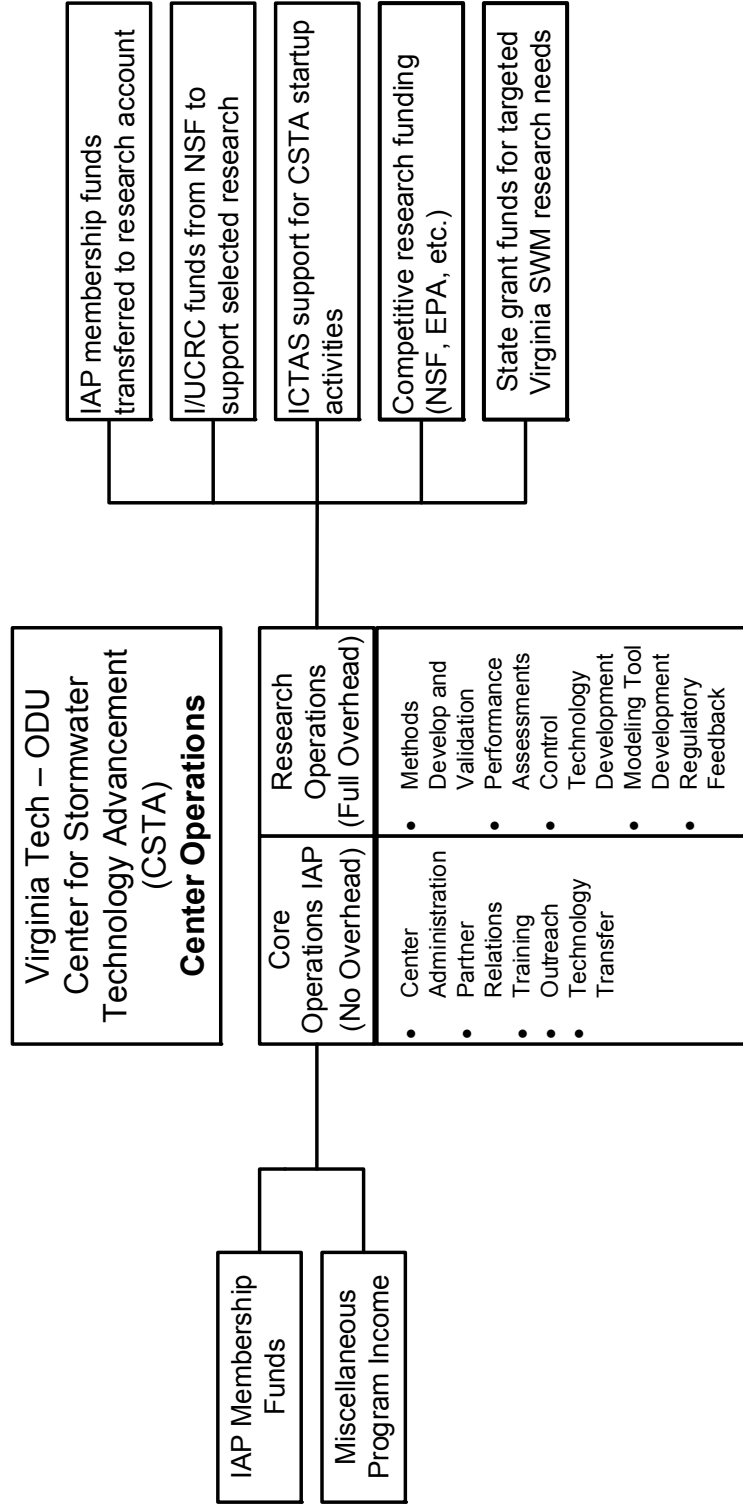 Virginia Tech – ODU
Center for Stormwater
Technology Advancement
(CSTA)
Center Operations
IAP Membership
Funds
Miscellaneous
Program Income
Core
Operations IAP
(No Overhead)
• Center
Administration
• Partner
Relations
• Training
• Outreach
• Technology
Transfer
Research
Operations
(Full Overhead)
• Methods
Develop and
Validation
• Performance
Assessments
• Control
Technology
Development
• Modeling Tool
Development
• Regulatory
Feedback
IAP membership funds
transferred to research account
I/UCRC funds from NSF to
support selected research
ICTAS support for CSTA startup
activities
Competitive research funding
(NSF, EPA, etc.)
State grant funds for targeted
Virginia SWM research needs